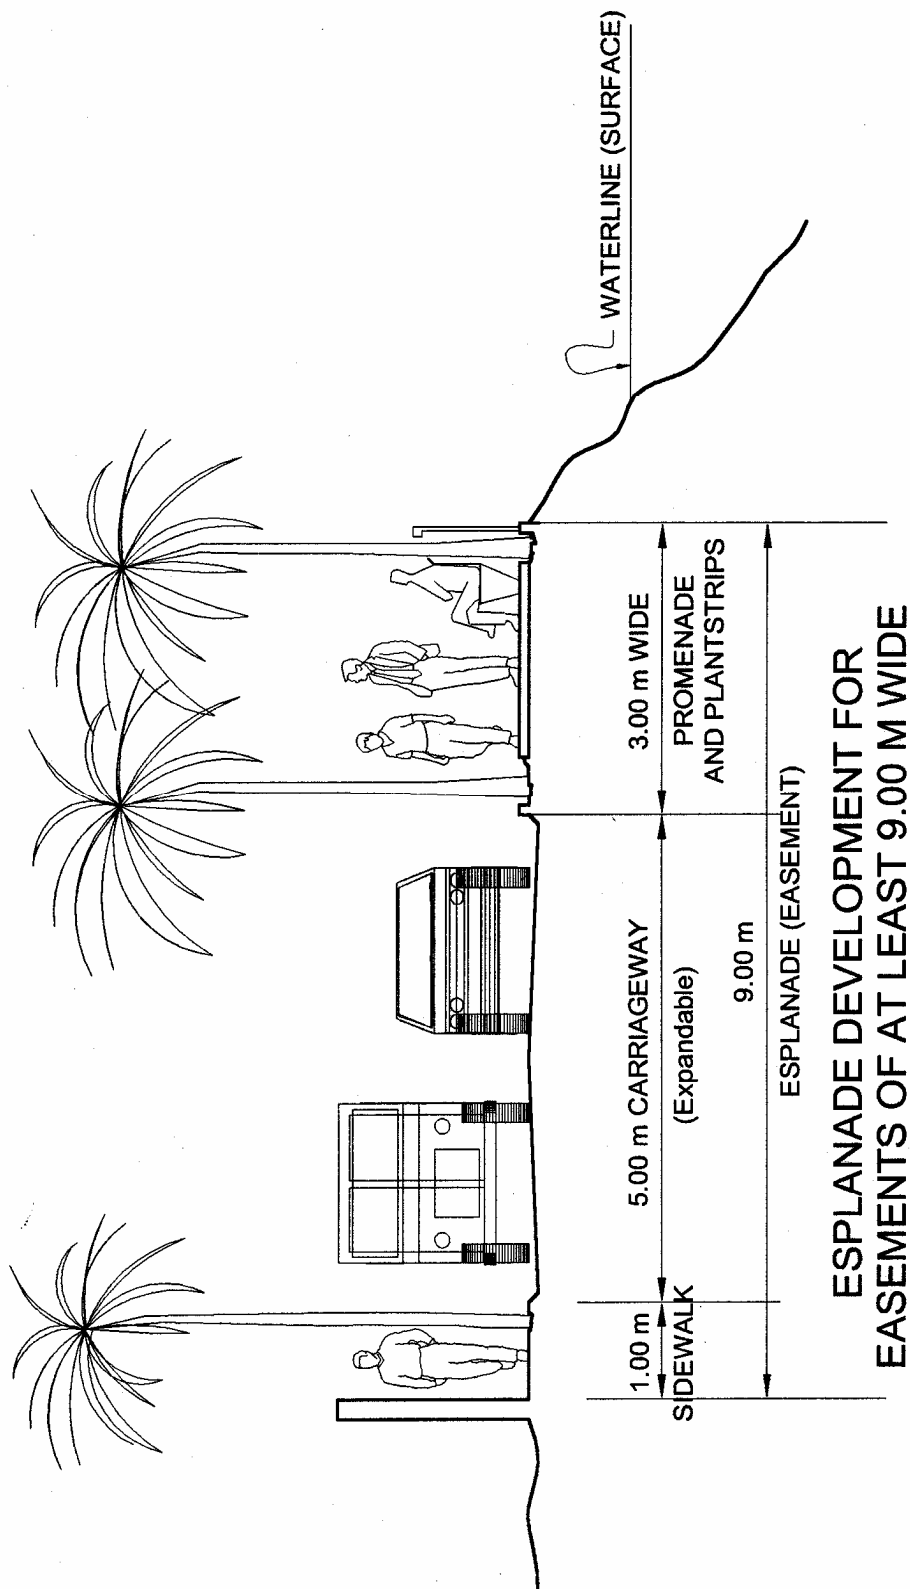 WATERLINE (SURFACE)
1.00 m
SIDEWALK
5.00 m CARRIAGEWAY
(Expandable)
3.00 m WIDE
PROMENADE
AND PLANTSTRIPS
9.00 m
ESPLANADE (EASEMENT)
ESPLANADE DEVELOPMENT FOR
EASEMENTS OF AT LEAST 9.00 M WIDE